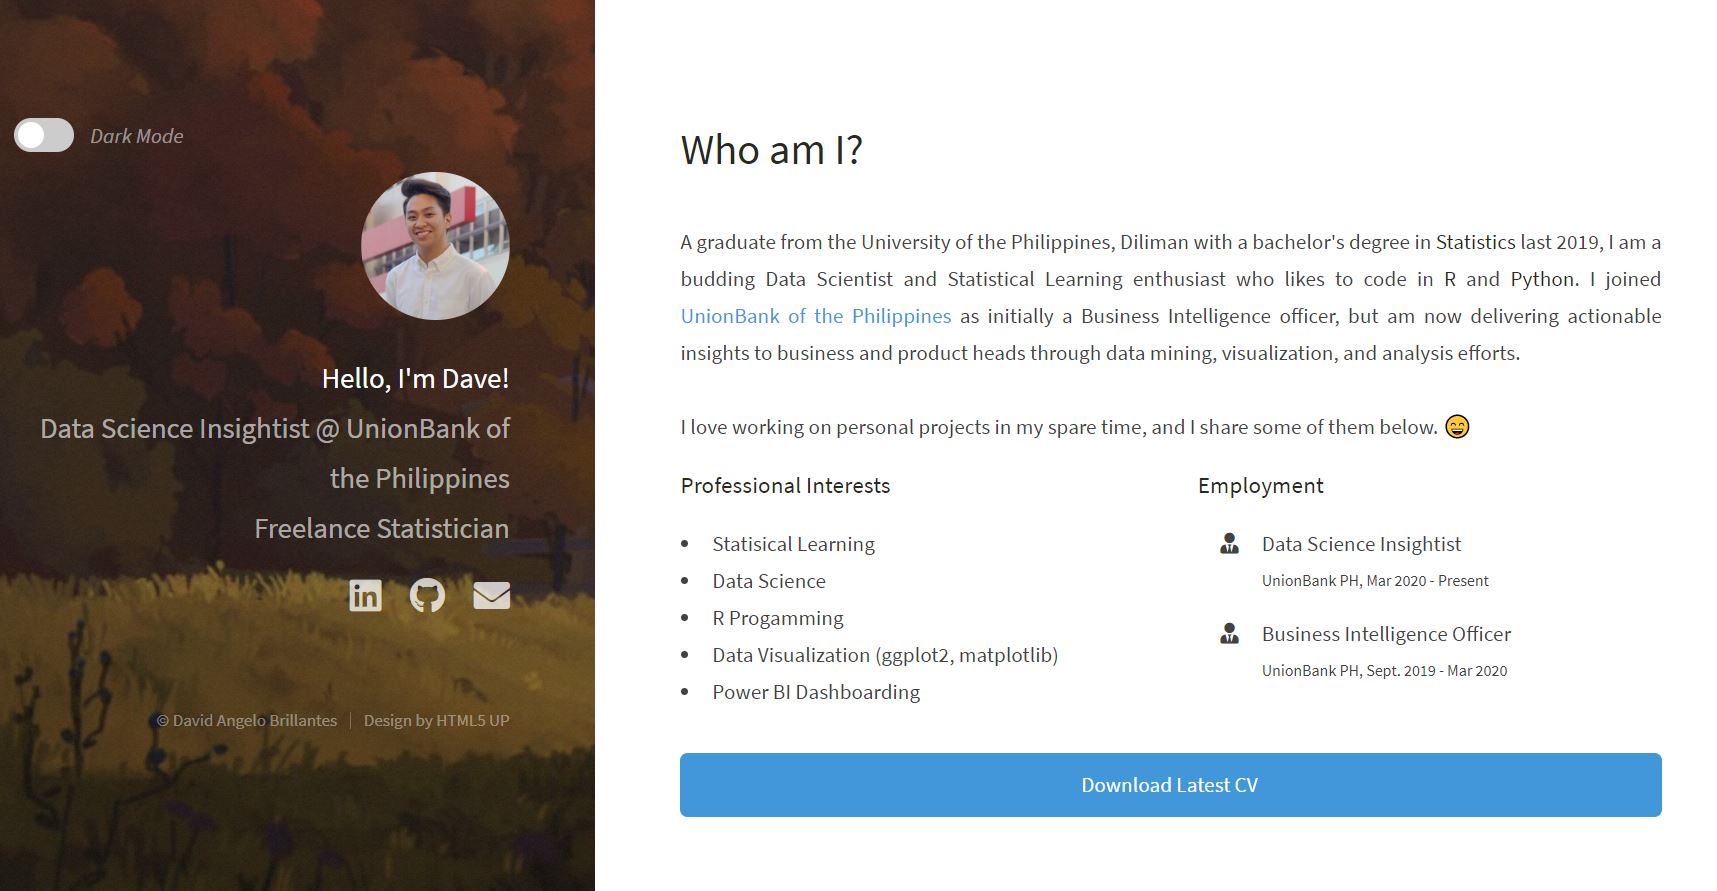 Dark Mode
Hello, I'm Dave!
Data Science Insightist @ UnionBank of
the Philippines
Freelance Statistician
© David Angelo Brillantes | Design by HTML5 UP
Who am I?
A graduate from the University of the Philippines, Diliman with a bachelor's degree in Statistics last 2019, I am a
budding Data Scientist and Statistical Learning enthusiast who likes to code in R and Python. I joined
UnionBank of the Philippines as initially a Business Intelligence officer, but am now delivering actionable
insights to business and product heads through data mining, visualization, and analysis efforts.
I love working on personal projects in my spare time, and I share some of them below. 😄
Professional Interests
• Statisical Learning
• Data Science
• R Progamming
• Data Visualization (ggplot2, matplotlib)
• Power BI Dashboarding
Employment
Data Science Insightist
UnionBank PH, Mar 2020 - Present
Business Intelligence Officer
UnionBank PH, Sept. 2019 - Mar 2020
Download Latest CV